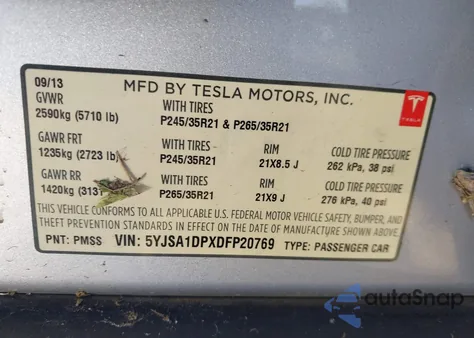 09/13
MFD BY TESLA MOTORS, INC.
GVWR
2590kg (5710 lb)
WITH TIRES
P245/35R21 & P265/35R21
TESLA
GAWR FRT
1235kg (2723 lb)
WITH TIRES
P245/35R21
RIM
21X8.5 J
COLD TIRE PRESSURE
262 kPa, 38 psi
GAWR RR
1420kg (3131
WITH TIRES
P265/35R21
RIM
21X9 J
COLD TIRE PRESSURE
276 kPa, 40 psi
THIS VEHICLE CONFORMS TO ALL APPLICABLE U.S. FEDERAL MOTOR VEHICLE SAFETY, BUMPER, AND
THEFT PREVENTION STANDARDS IN EFFECT ON THE DATE OF MANUFACTURE SHOWN ABOVE.
PNT: PMSS VIN: 5YJSA1DPXDFP20769 TYPE: PASSENGER CAR
autoSnap